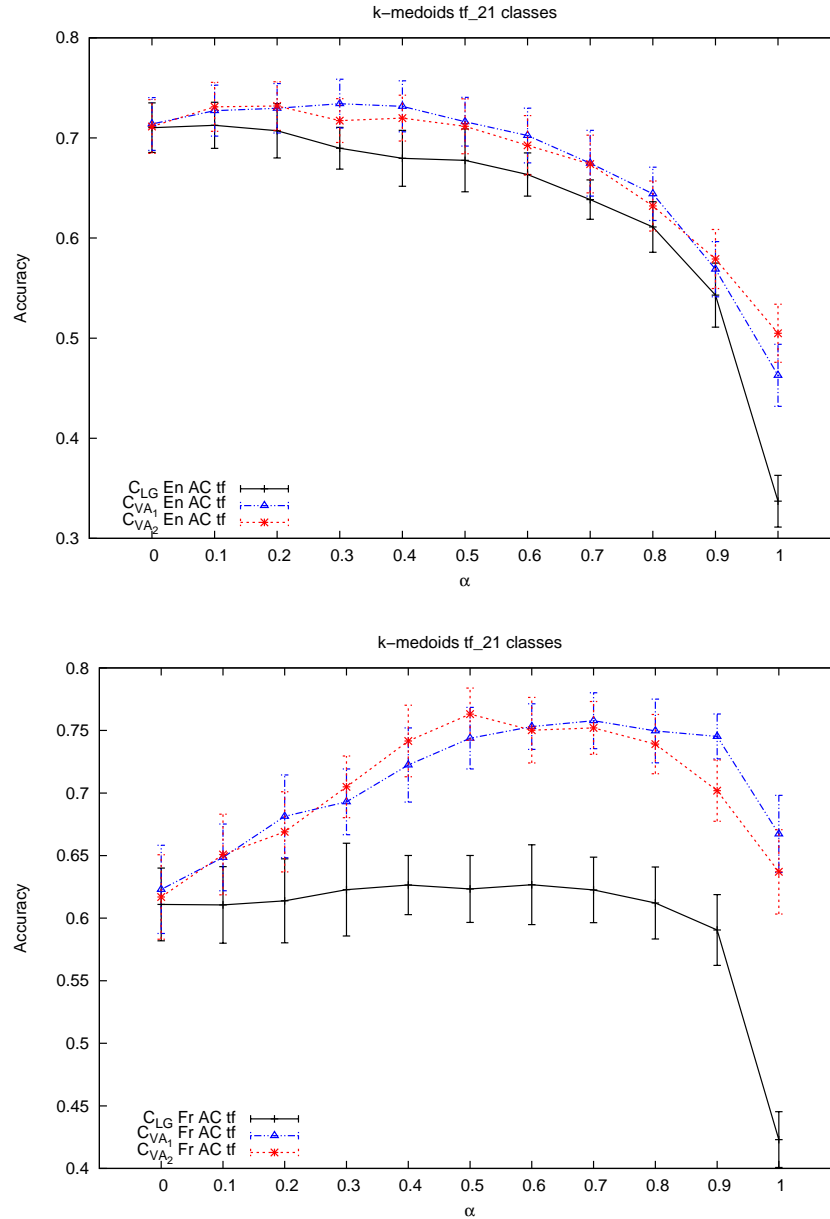 k-medoids tf_21 classes
0.8
0.7
0.6
Accuracy
0.5
0.4
C_LG En AC tf
C_VA_1 En AC tf
C_VA_2 En AC tf
0.3
0 0.1 0.2 0.3 0.4 0.5 0.6 0.7 0.8 0.9 1
α
k-medoids tf_21 classes
0.8
0.75
0.7
0.65
Accuracy
0.6
0.55
0.5
0.45
C_LG Fr AC tf
C_VA_1 Fr AC tf
C_VA_2 Fr AC tf
0.4
0 0.1 0.2 0.3 0.4 0.5 0.6 0.7 0.8 0.9 1
α